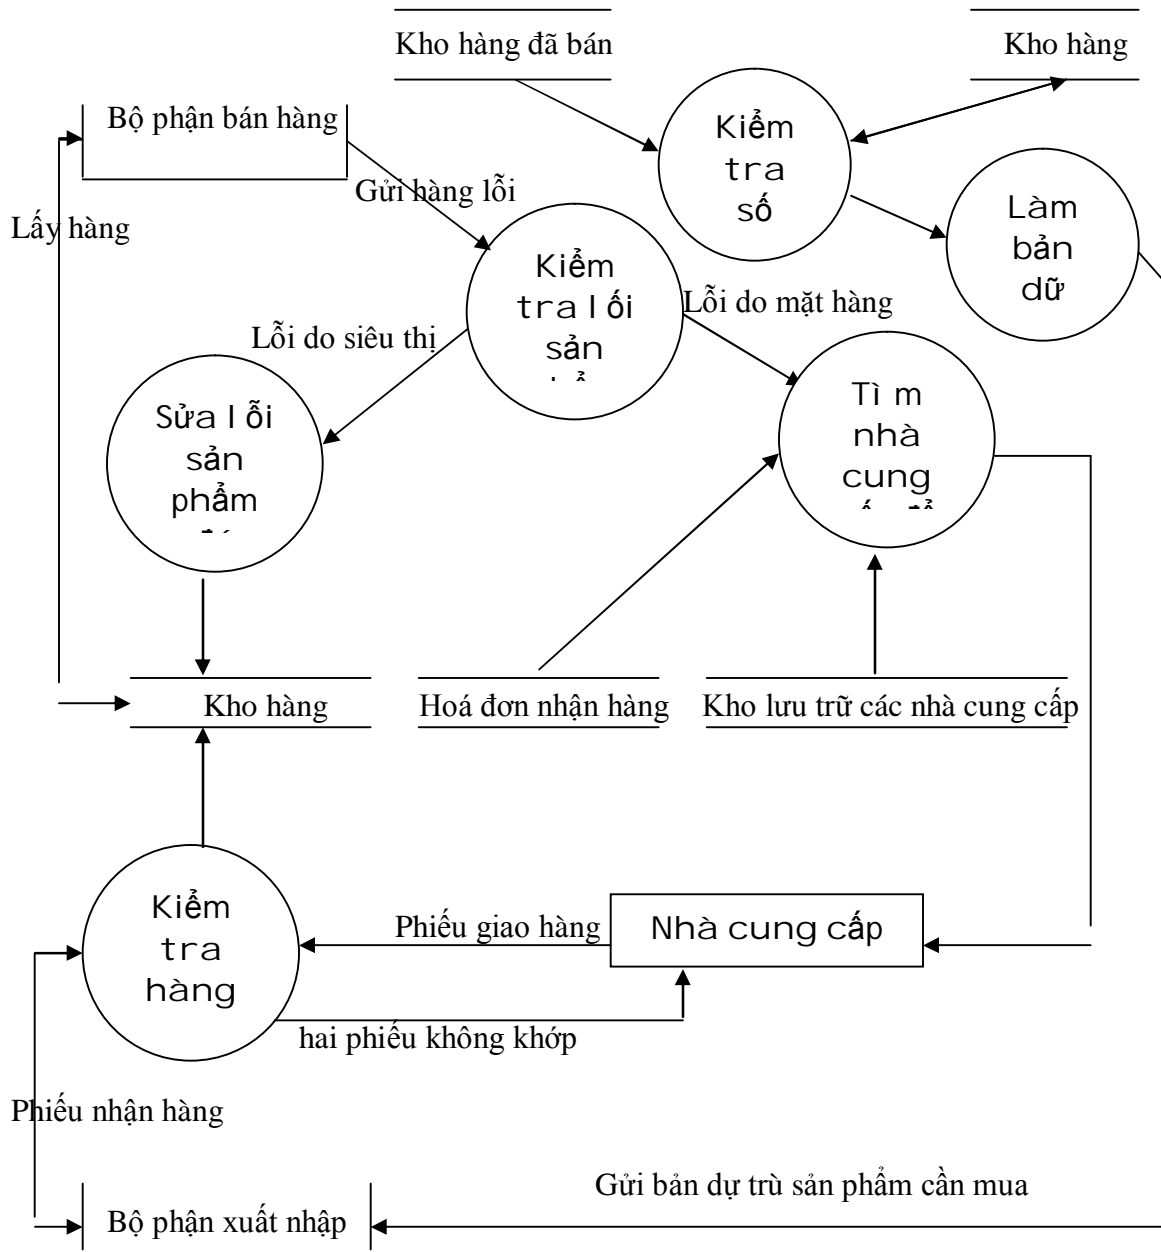 Kho hàng đã bán
Kho hàng
Bộ phận bán hàng
Kiểm
tra
số
Gửi hàng lỗi
Làm
bản
dữ
Lấy hàng
Kiểm
tra lối
sản
Lỗi do mặt hàng
Lỗi do siêu thị
Sửa lỗi
sản
phẩm
Tìm
nhà
cung
Kho hàng
Hoá đơn nhận hàng
Kho lưu trữ các nhà cung cấp
Kiểm
tra
hàng
Phiếu giao hàng
Nhà cung cấp
hai phiếu không khớp
Phiếu nhận hàng
Gửi bản dự trù sản phẩm cần mua
Bộ phận xuất nhập